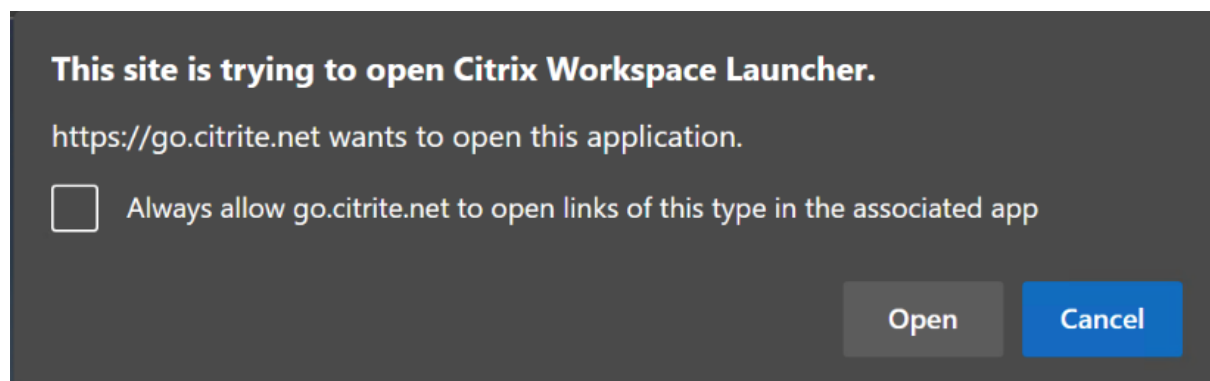 This site is trying to open Citrix Workspace Launcher.
https://go.citrite.net wants to open this application.
Always allow go.citrite.net to open links of this type in the associated app
Open
Cancel